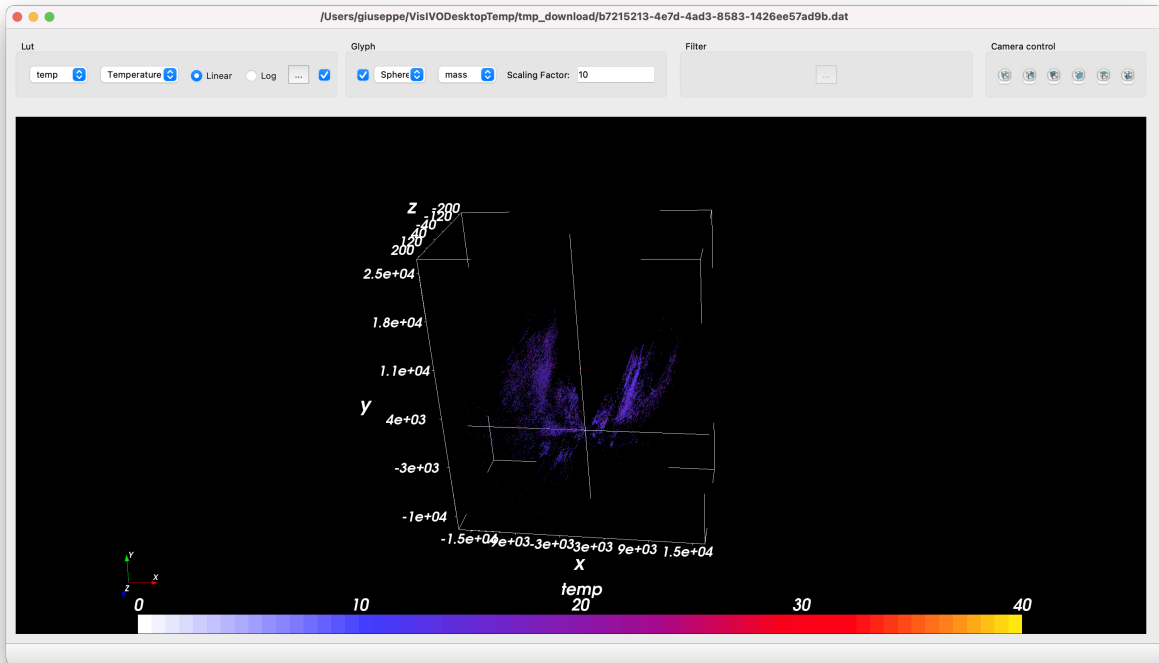 /Users/giuseppe/VisIVODesktopTemp/tmp_download/b7215213-4e7d-4ad3-8583-1426ee57ad9b.dat
Lut
Glyph
Filter
Camera control
temp
Temperature
Linear
Log
...
Sphere
mass
Scaling Factor:
10
...
z
-200
-120
-40
40
120
200
2.5e+04
1.8e+04
1.1e+04
y
4e+03
-3e+03
-1e+04
-1.5e+04
-9e+03
-3e+03
3e+03
9e+03
1.5e+04
x
Y
X
Z
temp
0
10
20
30
40